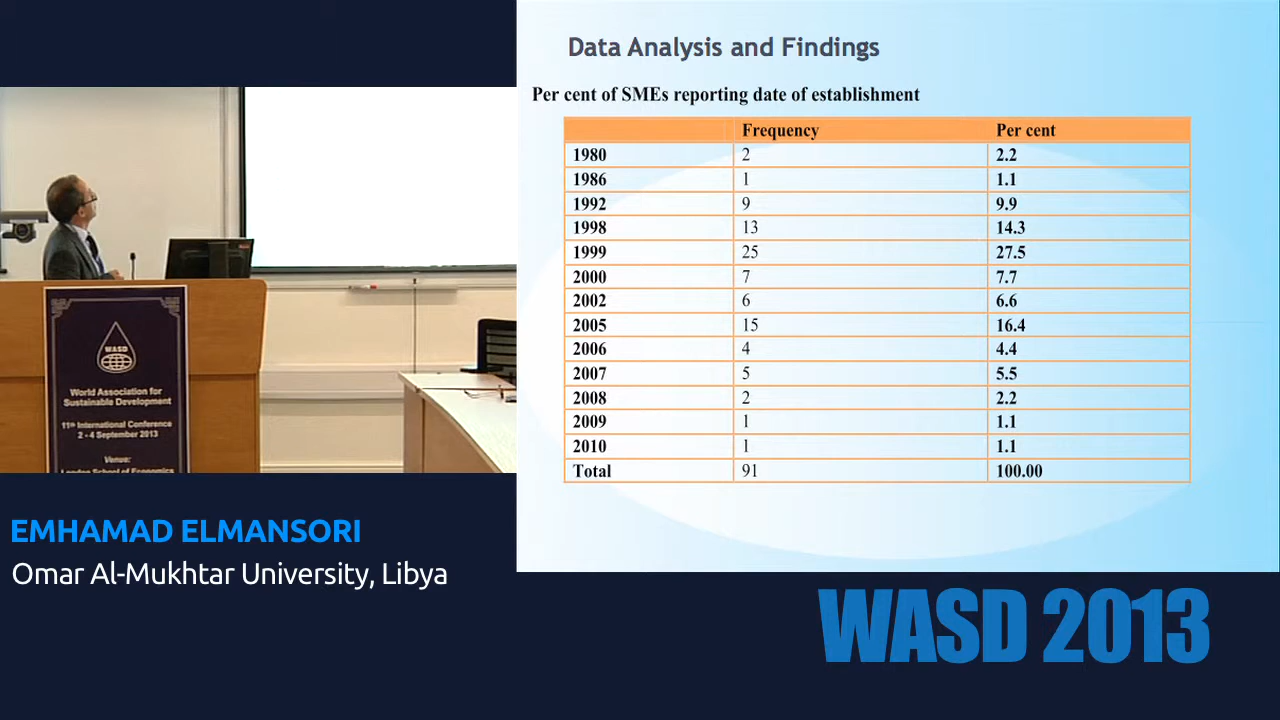 Data Analysis and Findings
Per cent of SMEs reporting date of establishment
Frequency Per cent
1980 2 2.2
1986 1 1.1
1992 9 9.9
1998 13 14.3
1999 25 27.5
2000 7 7.7
2002 6 6.6
2005 15 16.4
2006 4 4.4
2007 5 5.5
2008 2 2.2
2009 1 1.1
2010 1 1.1
Total 91 100.00
WASD
World Association for
Sustainable Development
11th International Conference
2 - 4 September 2013
Venue:
London School of Economics
EMHAMAD ELMANSORI
Omar Al-Mukhtar University, Libya
WASD 2013